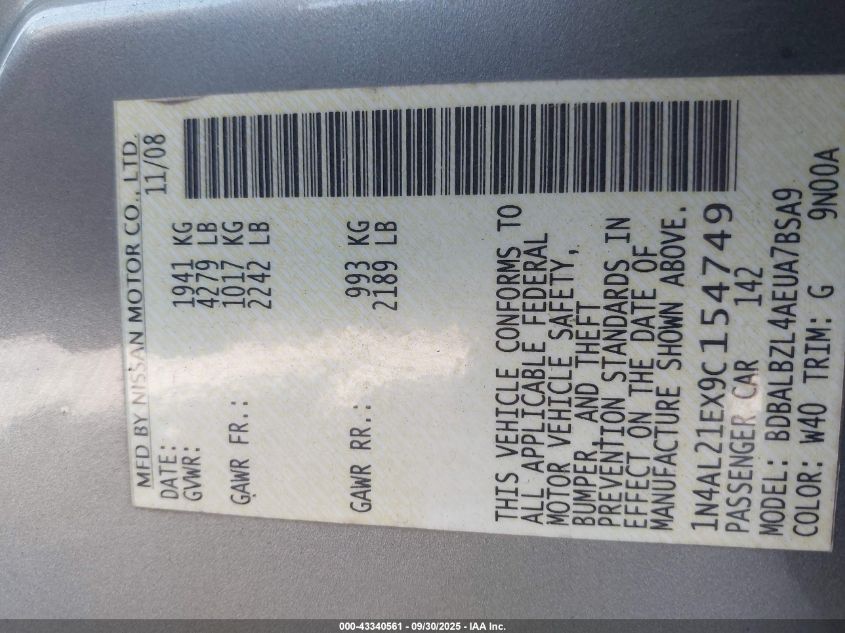 MFD BY NISSAN MOTOR CO., LTD.
DATE: 11/08
GVWR: 1941 KG
4279 LB
GAWR FR.: 1017 KG
2242 LB
GAWR RR.: 993 KG
2189 LB
THIS VEHICLE CONFORMS TO
ALL APPLICABLE FEDERAL
MOTOR VEHICLE SAFETY,
BUMPER, AND THEFT
PREVENTION STANDARDS IN
EFFECT ON THE DATE OF
MANUFACTURE SHOWN ABOVE.
1N4AL21EX9C154749
PASSENGER CAR 142
MODEL: BDBALBZL4AEUA7BSA9
COLOR: W40 TRIM: G 9N00A
000-43340561 - 09/30/2025 - IAA Inc.